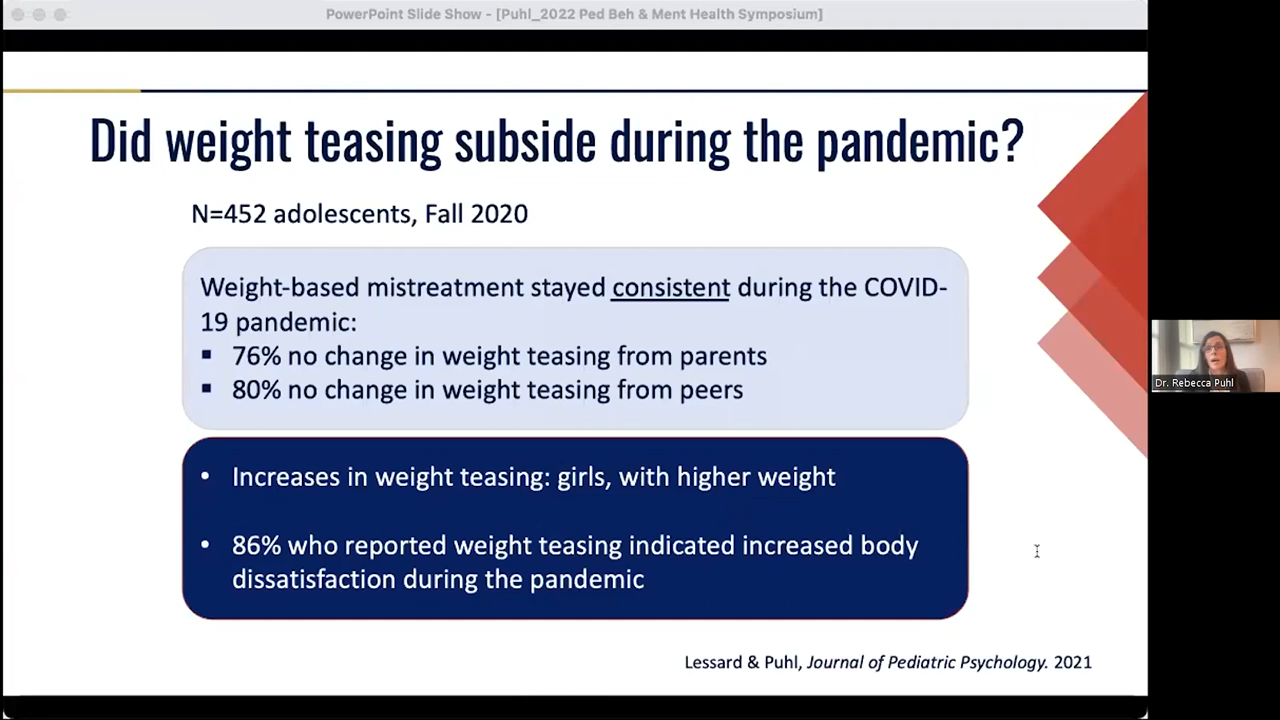 PowerPoint Slide Show - [Puhl_2022 Ped Beh & Ment Health Symposium]
Did weight teasing subside during the pandemic?
N=452 adolescents, Fall 2020
Weight-based mistreatment stayed consistent during the COVID-
19 pandemic:
▪ 76% no change in weight teasing from parents
▪ 80% no change in weight teasing from peers
• Increases in weight teasing: girls, with higher weight
• 86% who reported weight teasing indicated increased body
dissatisfaction during the pandemic
Lessard & Puhl, Journal of Pediatric Psychology. 2021
Dr. Rebecca Puhl